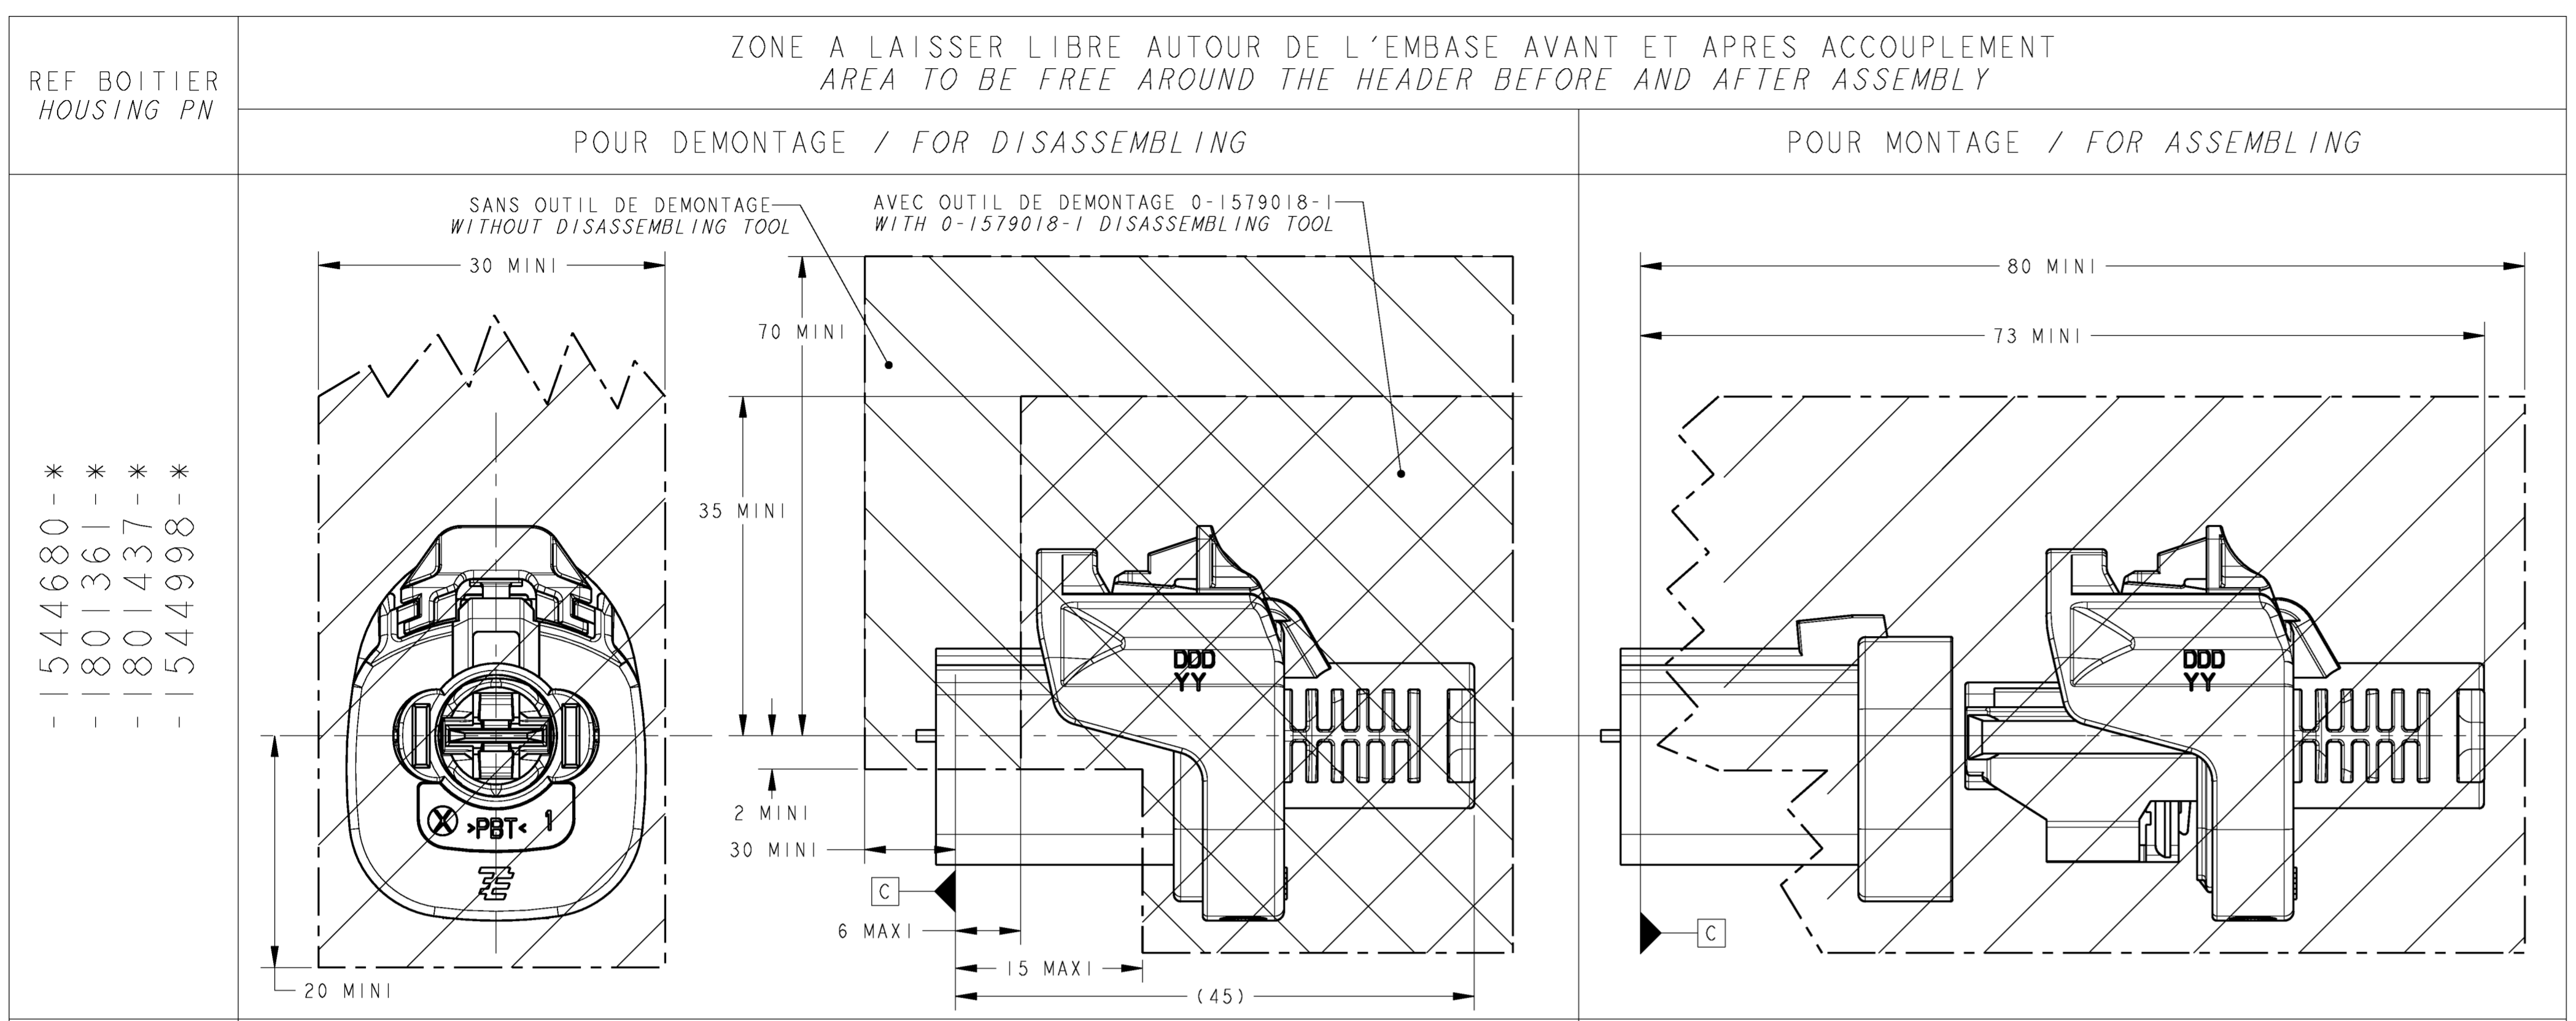 REF BOITIER
HOUSING PN
ZONE A LAISSER LIBRE AUTOUR DE L'EMBASE AVANT ET APRES ACCOUPLEMENT
AREA TO BE FREE AROUND THE HEADER BEFORE AND AFTER ASSEMBLY
POUR DEMONTAGE / FOR DISASSEMBLING
POUR MONTAGE / FOR ASSEMBLING
- 1544680-*
- 1801361-*
- 1801437-*
- 1544998-*
SANS OUTIL DE DEMONTAGE
WITHOUT DISASSEMBLING TOOL
AVEC OUTIL DE DEMONTAGE 0-1579018-1
WITH 0-1579018-1 DISASSEMBLING TOOL
30 MINI
70 MINI
35 MINI
2 MINI
30 MINI
C
6 MAXI
15 MAXI
(45)
20 MINI
X >PBT< 1
DDD
YY
80 MINI
73 MINI
DDD
YY
C